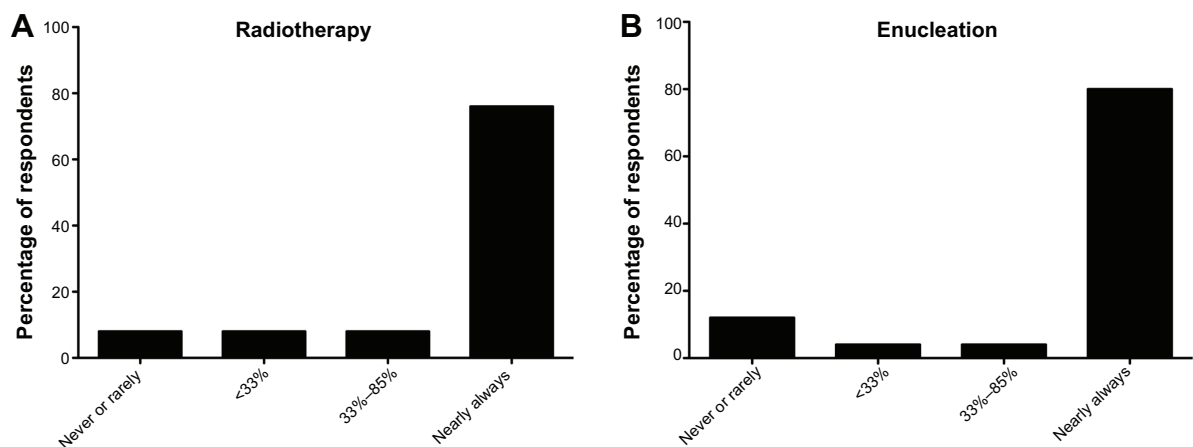 A
Radiotherapy
Percentage of respondents
100
80
60
40
20
0
Never or rarely
<33%
33%–85%
Nearly always
B
Enucleation
Percentage of respondents
100
80
60
40
20
0
Never or rarely
<33%
33%–85%
Nearly always